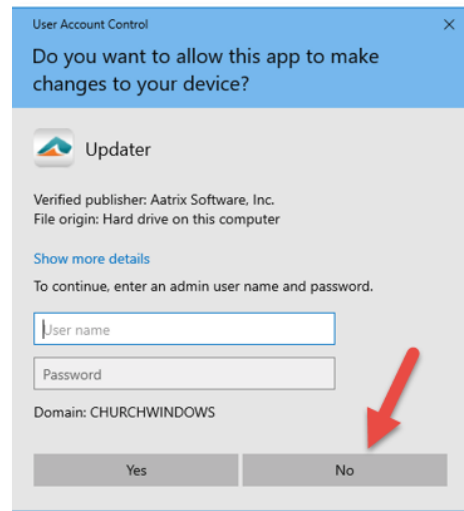 User Account Control
Do you want to allow this app to make
changes to your device?
Updater
Verified publisher: Aatrix Software, Inc.
File origin: Hard drive on this computer
Show more details
To continue, enter an admin user name and password.
User name
Password
Domain: CHURCHWINDOWS
Yes
No